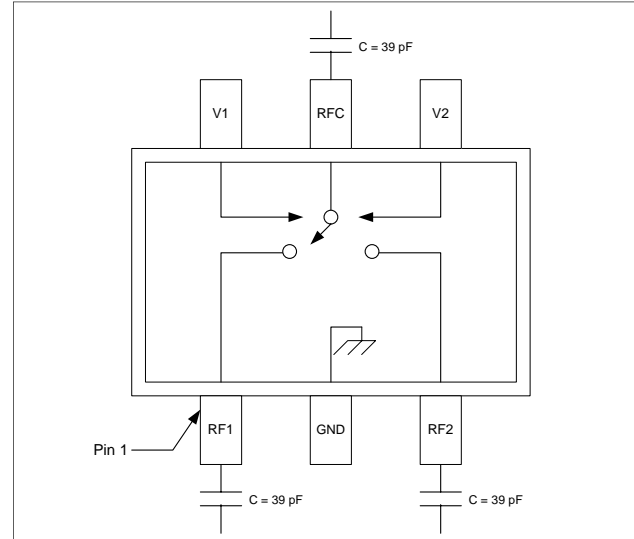 C = 39 pF
V1
RFC
V2
Pin 1
RF1
GND
RF2
C = 39 pF
C = 39 pF